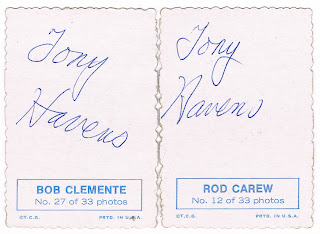 Tony
Havens
BOB CLEMENTE
No. 27 of 33 photos
©T.C.G. PRTD. IN U.S.A.
Tony
Havens
ROD CAREW
No. 12 of 33 photos
©T.C.G. PRTD. IN U.S.A.